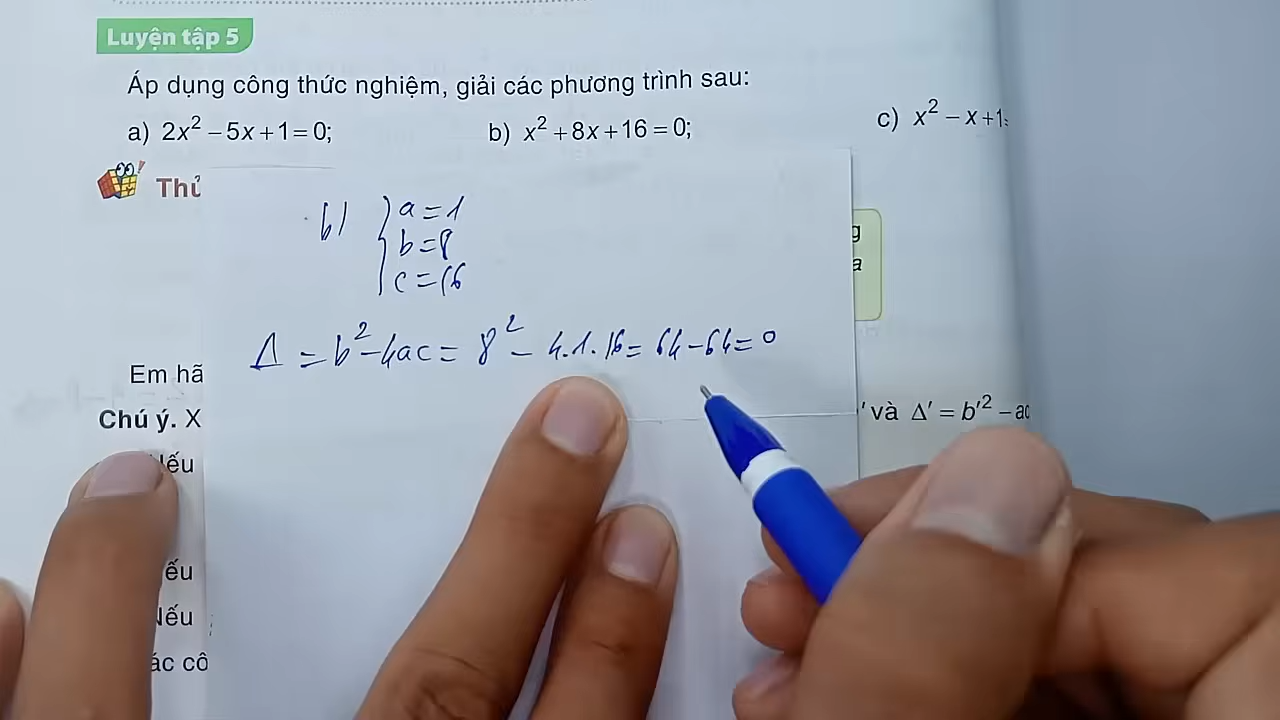 Luyện tập 5
Áp dụng công thức nghiệm, giải các phương trình sau:
a) 2x² − 5x + 1 = 0; b) x² + 8x + 16 = 0; c) x² − x + 1
Thử
b) { a = 1
b = 8
c = 16
g
a
Δ = b² − 4ac = 8² − 4.1.16 = 64 − 64 = 0
Em hã
Chú ý. X ' và Δ' = b'² − ac
Nếu
ếu
Nếu
ác cô